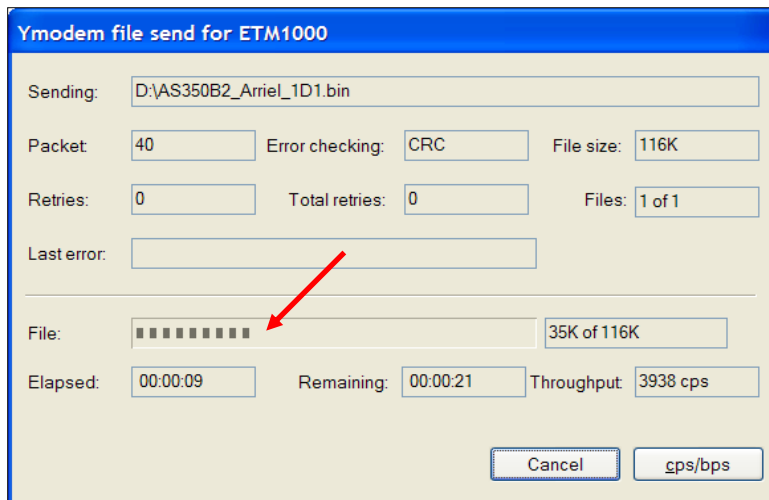 Ymodem file send for ETM1000
Sending: D:\AS350B2_Arriel_1D1.bin
Packet: 40 Error checking: CRC File size: 116K
Retries: 0 Total retries: 0 Files: 1 of 1
Last error:
File: 35K of 116K
Elapsed: 00:00:09 Remaining: 00:00:21 Throughput: 3938 cps
Cancel cps/bps